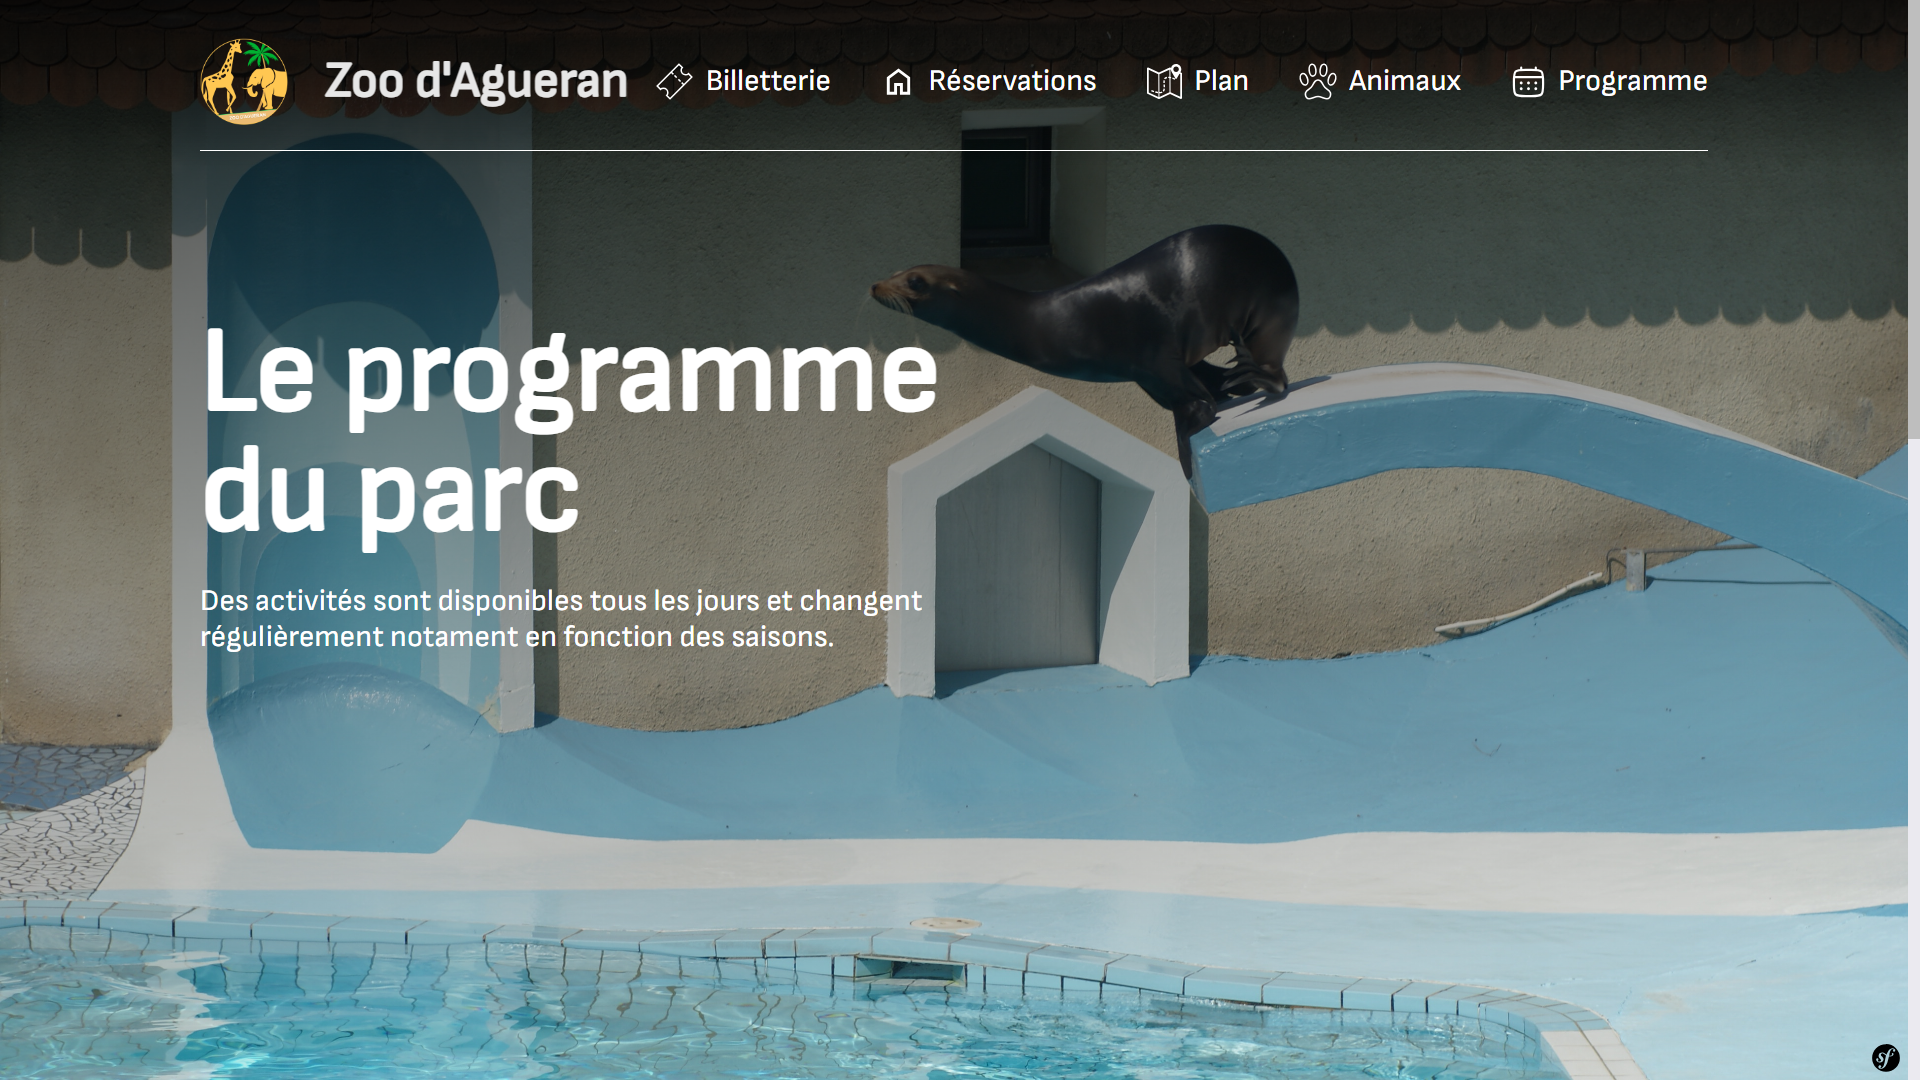 Zoo d'Agueran
Billetterie
Réservations
Plan
Animaux
Programme
Le programme
du parc
Des activités sont disponibles tous les jours et changent
régulièrement notament en fonction des saisons.
sf